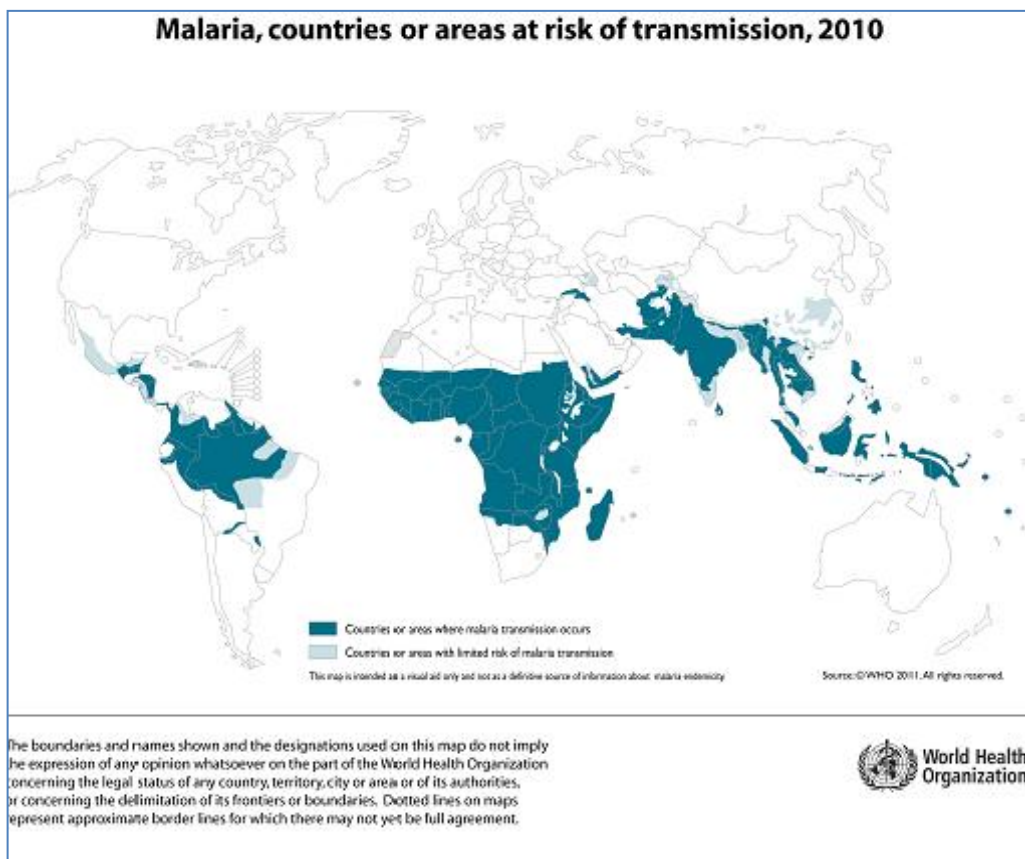 Malaria, countries or areas at risk of transmission, 2010
Countries or areas where malaria transmission occurs
Countries or areas with limited risk of malaria transmission
This map is intended as a visual aid only and not as a definitive source of information about malaria endemicity
Source: © WHO 2011. All rights reserved.
The boundaries and names shown and the designations used on this map do not imply
the expression of any opinion whatsoever on the part of the World Health Organization
concerning the legal status of any country, territory, city or area or of its authorities,
or concerning the delimitation of its frontiers or boundaries. Dotted lines on maps
represent approximate border lines for which there may not yet be full agreement.
World Health
Organization